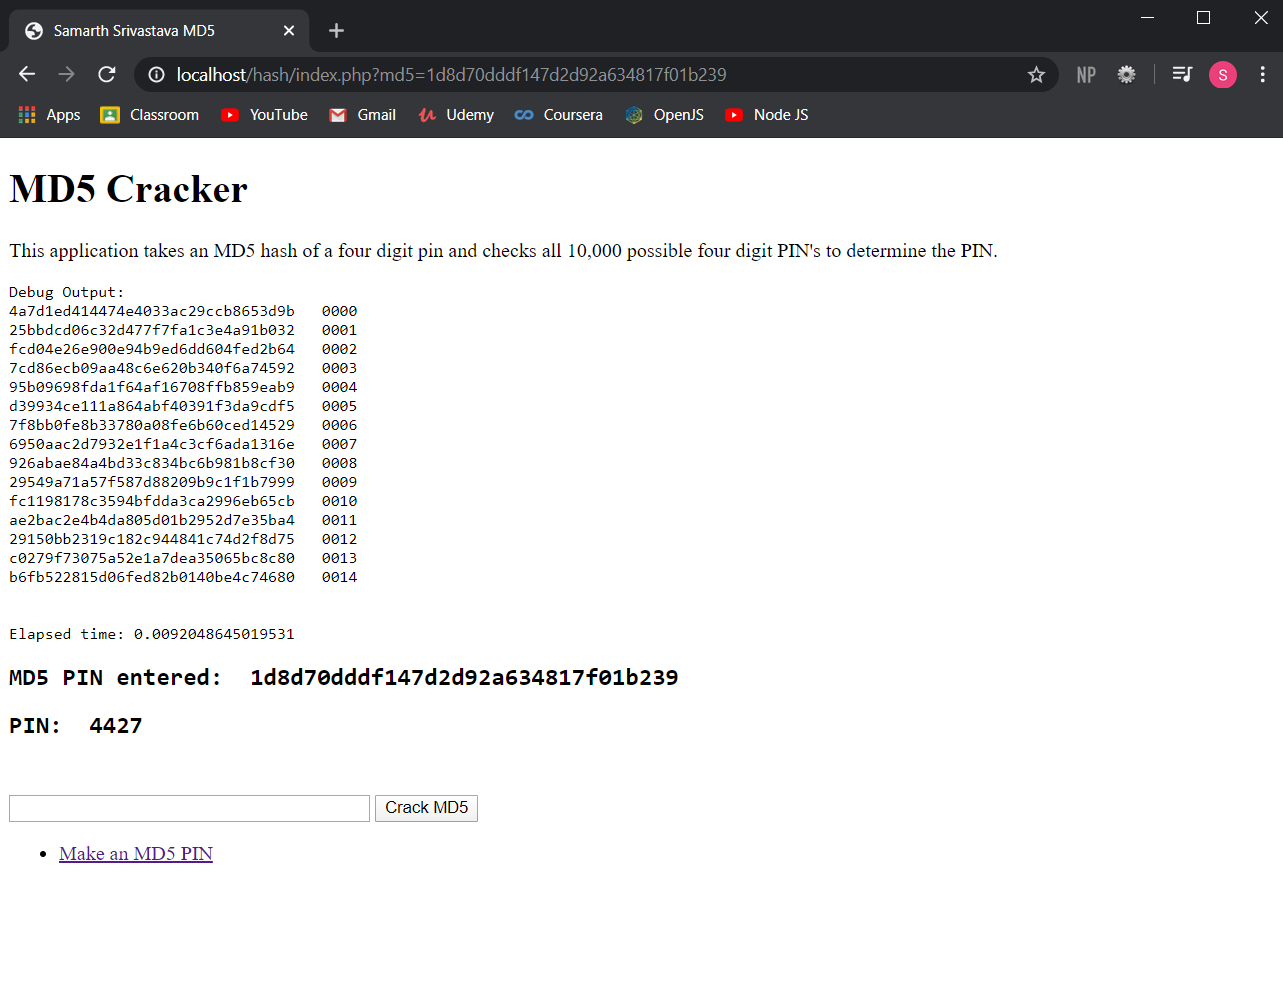 Samarth Srivastava MD5
localhost/hash/index.php?md5=1d8d70dddf147d2d92a634817f01b239
NP
S
Apps Classroom YouTube Gmail Udemy Coursera OpenJS Node JS
MD5 Cracker
This application takes an MD5 hash of a four digit pin and checks all 10,000 possible four digit PIN's to determine the PIN.
Debug Output:
4a7d1ed414474e4033ac29ccb8653d9b 0000
25bbdcd06c32d477f7fa1c3e4a91b032 0001
fcd04e26e900e94b9ed6dd604fed2b64 0002
7cd86ecb09aa48c6e620b340f6a74592 0003
95b09698fda1f64af16708ffb859eab9 0004
d39934ce111a864abf40391f3da9cdf5 0005
7f8bb0fe8b33780a08fe6b60ced14529 0006
6950aac2d7932e1f1a4c3cf6ada1316e 0007
926abae84a4bd33c834bc6b981b8cf30 0008
29549a71a57f587d88209b9c1f1b7999 0009
fc1198178c3594bfdda3ca2996eb65cb 0010
ae2bac2e4b4da805d01b2952d7e35ba4 0011
29150bb2319c182c944841c74d2f8d75 0012
c0279f73075a52e1a7dea35065bc8c80 0013
b6fb522815d06fed82b0140be4c74680 0014
Elapsed time: 0.0092048645019531
MD5 PIN entered: 1d8d70dddf147d2d92a634817f01b239
PIN: 4427
Crack MD5
Make an MD5 PIN